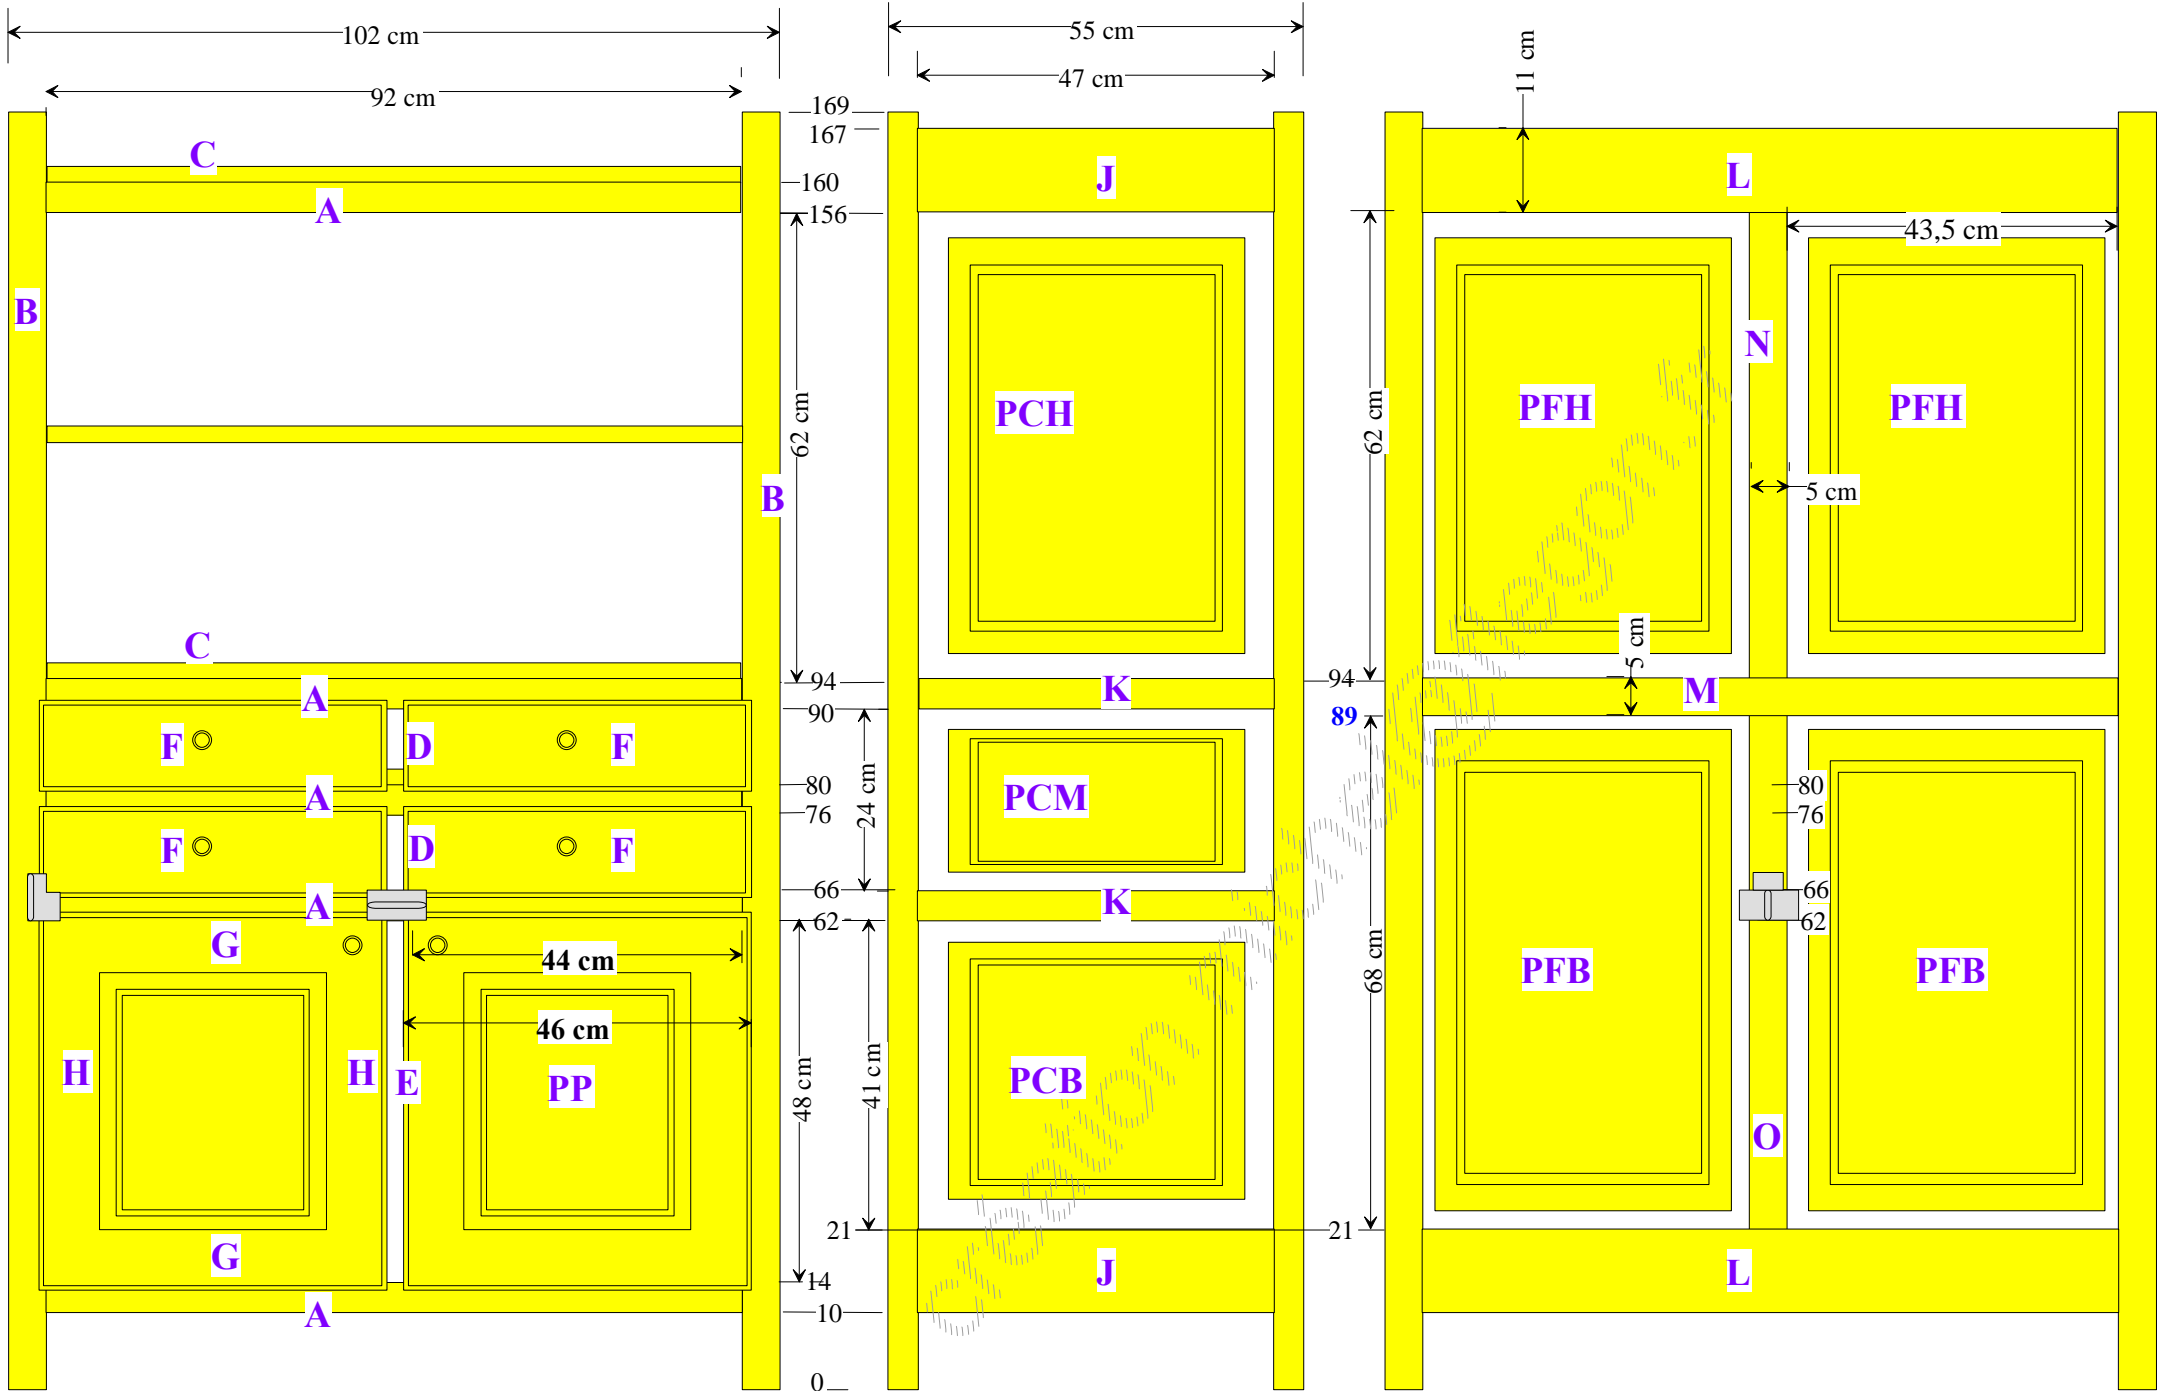 102 cm
92 cm
C
A
B
B
62 cm
C
A
F
D
F
A
F
D
F
A
G
44 cm
46 cm
H
H
E
PP
48 cm
G
A
169
167
160
156
94
90
80
76
66
62
21
14
10
0
24 cm
41 cm
55 cm
47 cm
J
PCH
K
PCM
K
PCB
J
11 cm
L
43,5 cm
N
PFH
PFH
62 cm
5 cm
5 cm
94
M
89
80
76
66
62
68 cm
PFB
PFB
O
21
L